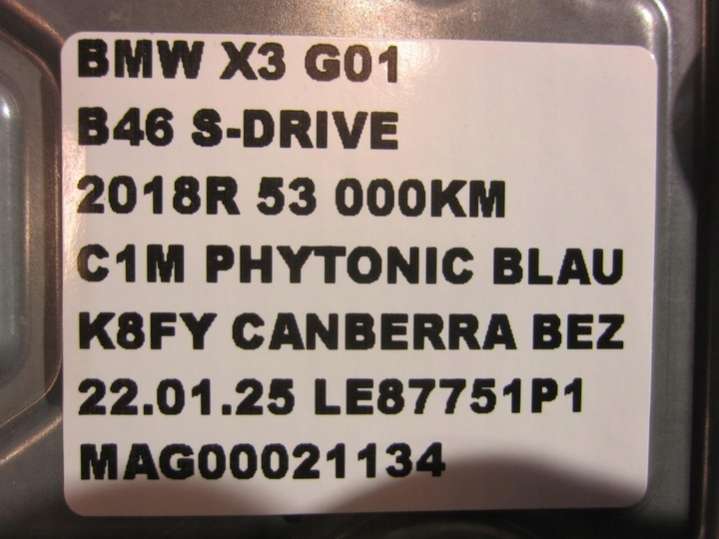 BMW X3 G01
B46 S-DRIVE
2018R 53 000KM
C1M PHYTONIC BLAU
K8FY CANBERRA BEZ
22.01.25 LE87751P1
MAG00021134